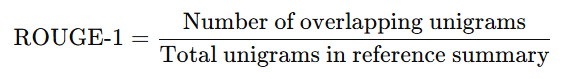 ROUGE-1 = Number of overlapping unigrams / Total unigrams in reference summary